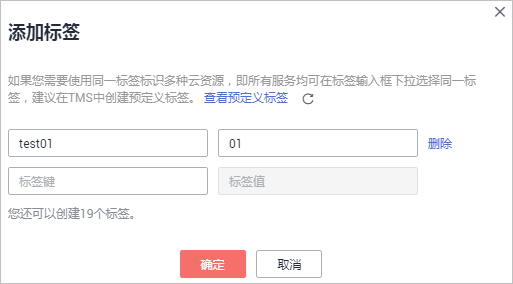 添加标签
如果您需要使用同一标签标识多种云资源，即所有服务均可在标签输入框下拉选择同一标
签，建议在TMS中创建预定义标签。 查看预定义标签
test01 01 删除
标签键 标签值
您还可以创建19个标签。
确定 取消